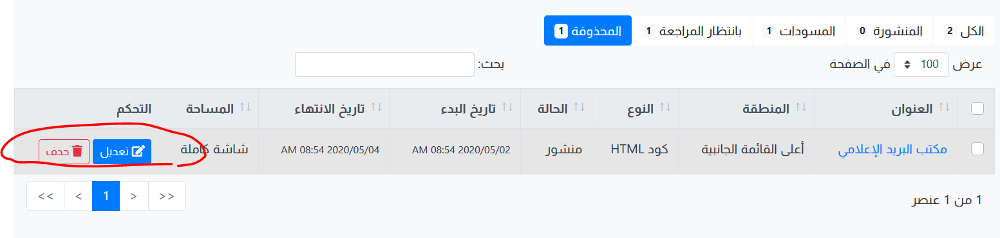 الكل 2 المنشورة 0 المسودات 1 بانتظار المراجعة 1 المحذوفة 1
عرض 100 في الصفحة بحث:
العنوان المنطقة النوع الحالة تاريخ البدء تاريخ الانتهاء المساحة التحكم
مكتب البريد الإعلامي أعلى القائمة الجانبية كود HTML منشور 2020/05/02 08:54 AM 2020/05/04 08:54 AM شاشة كاملة تعديل حذف
1 من 1 عنصر << < 1 > >>